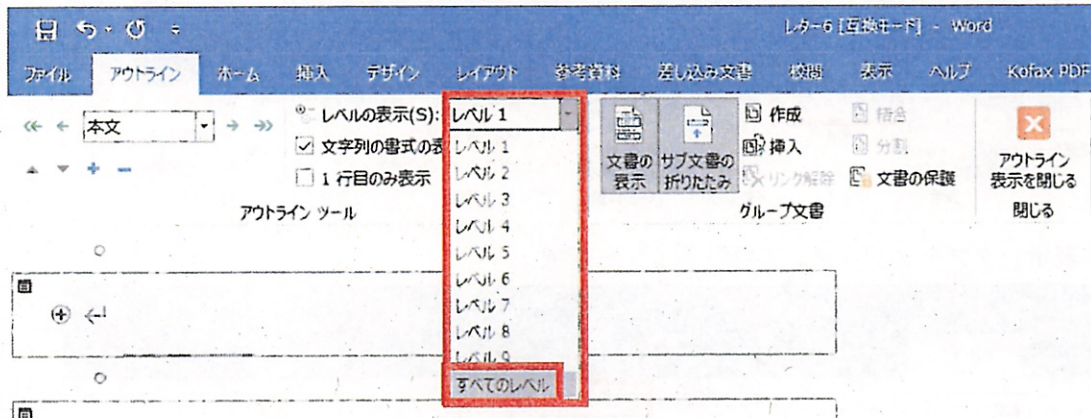 レター6 [互換モード] - Word
ファイル アウトライン ホーム 挿入 デザイン レイアウト 参考資料 差し込み文書 校閲 表示 ヘルプ Kofax PDF
本文
レベルの表示(S): レベル 1
文字列の書式の表
1 行目のみ表示
アウトライン ツール
レベル 1
レベル 2
レベル 3
レベル 4
レベル 5
レベル 6
レベル 7
レベル 8
レベル 9
すべてのレベル
文書の表示
サブ文書の折りたたみ
作成
挿入
リンク解除
結合
分割
文書の保護
グループ文書
アウトライン
表示を閉じる
閉じる